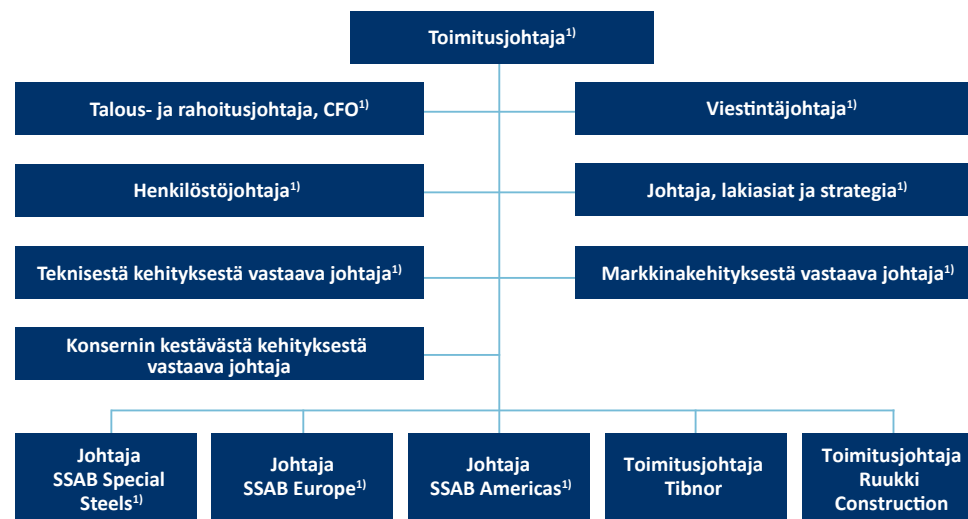 Toimitusjohtaja¹⁾
Talous- ja rahoitusjohtaja, CFO¹⁾
Viestintäjohtaja¹⁾
Henkilöstöjohtaja¹⁾
Johtaja, lakiasiat ja strategia¹⁾
Teknisestä kehityksestä vastaava johtaja¹⁾
Markkinakehityksestä vastaava johtaja¹⁾
Konsernin kestävästä kehityksestä
vastaava johtaja
Johtaja
SSAB Special
Steels¹⁾
Johtaja
SSAB Europe¹⁾
Johtaja
SSAB Americas¹⁾
Toimitusjohtaja
Tibnor
Toimitusjohtaja
Ruukki
Construction